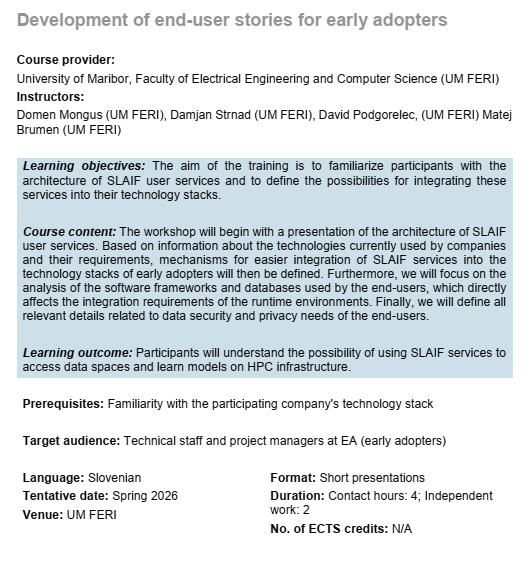 Development of end-user stories for early adopters
Course provider:
University of Maribor, Faculty of Electrical Engineering and Computer Science (UM FERI)
Instructors:
Domen Mongus (UM FERI), Damjan Strnad (UM FERI), David Podgorelec, (UM FERI) Matej
Brumen (UM FERI)
Learning objectives: The aim of the training is to familiarize participants with the
architecture of SLAIF user services and to define the possibilities for integrating these
services into their technology stacks.
Course content: The workshop will begin with a presentation of the architecture of SLAIF
user services. Based on information about the technologies currently used by companies
and their requirements, mechanisms for easier integration of SLAIF services into the
technology stacks of early adopters will then be defined. Furthermore, we will focus on the
analysis of the software frameworks and databases used by the end-users, which directly
affects the integration requirements of the runtime environments. Finally, we will define all
relevant details related to data security and privacy needs of the end-users.
Learning outcome: Participants will understand the possibility of using SLAIF services to
access data spaces and learn models on HPC infrastructure.
Prerequisites: Familiarity with the participating company's technology stack
Target audience: Technical staff and project managers at EA (early adopters)
Language: Slovenian
Tentative date: Spring 2026
Venue: UM FERI
Format: Short presentations
Duration: Contact hours: 4; Independent
work: 2
No. of ECTS credits: N/A